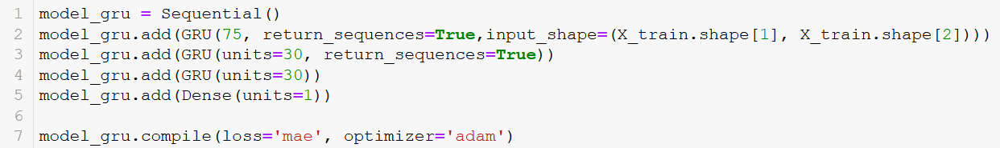 1 model_gru = Sequential()
2 model_gru.add(GRU(75, return_sequences=True,input_shape=(X_train.shape[1], X_train.shape[2])))
3 model_gru.add(GRU(units=30, return_sequences=True))
4 model_gru.add(GRU(units=30))
5 model_gru.add(Dense(units=1))
6
7 model_gru.compile(loss='mae', optimizer='adam')